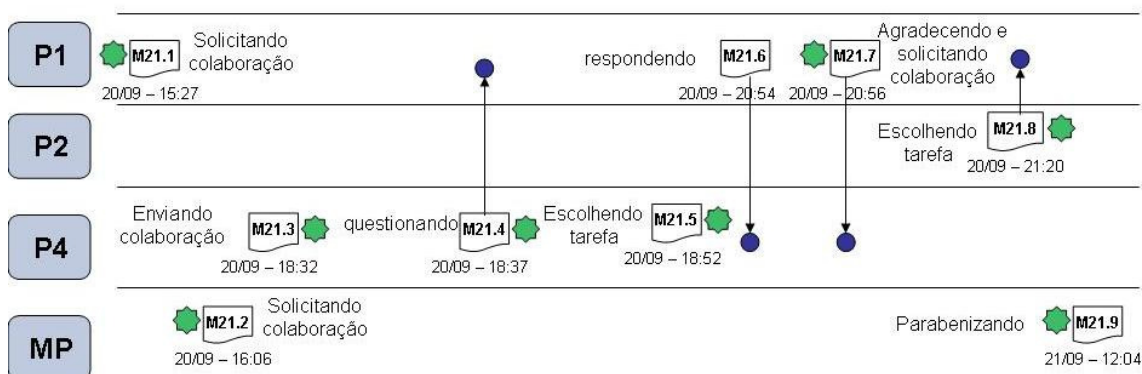 P1
M21.1
Solicitando
colaboração
20/09 – 15:27
respondendo
M21.6
20/09 – 20:54
M21.7
20/09 – 20:56
Agradecendo e
solicitando
colaboração
P2
Escolhendo
tarefa
M21.8
20/09 – 21:20
P4
Enviando
colaboração
M21.3
20/09 – 18:32
questionando
M21.4
20/09 – 18:37
Escolhendo
tarefa
M21.5
20/09 – 18:52
MP
M21.2
Solicitando
colaboração
20/09 – 16:06
Parabenizando
M21.9
21/09 – 12:04